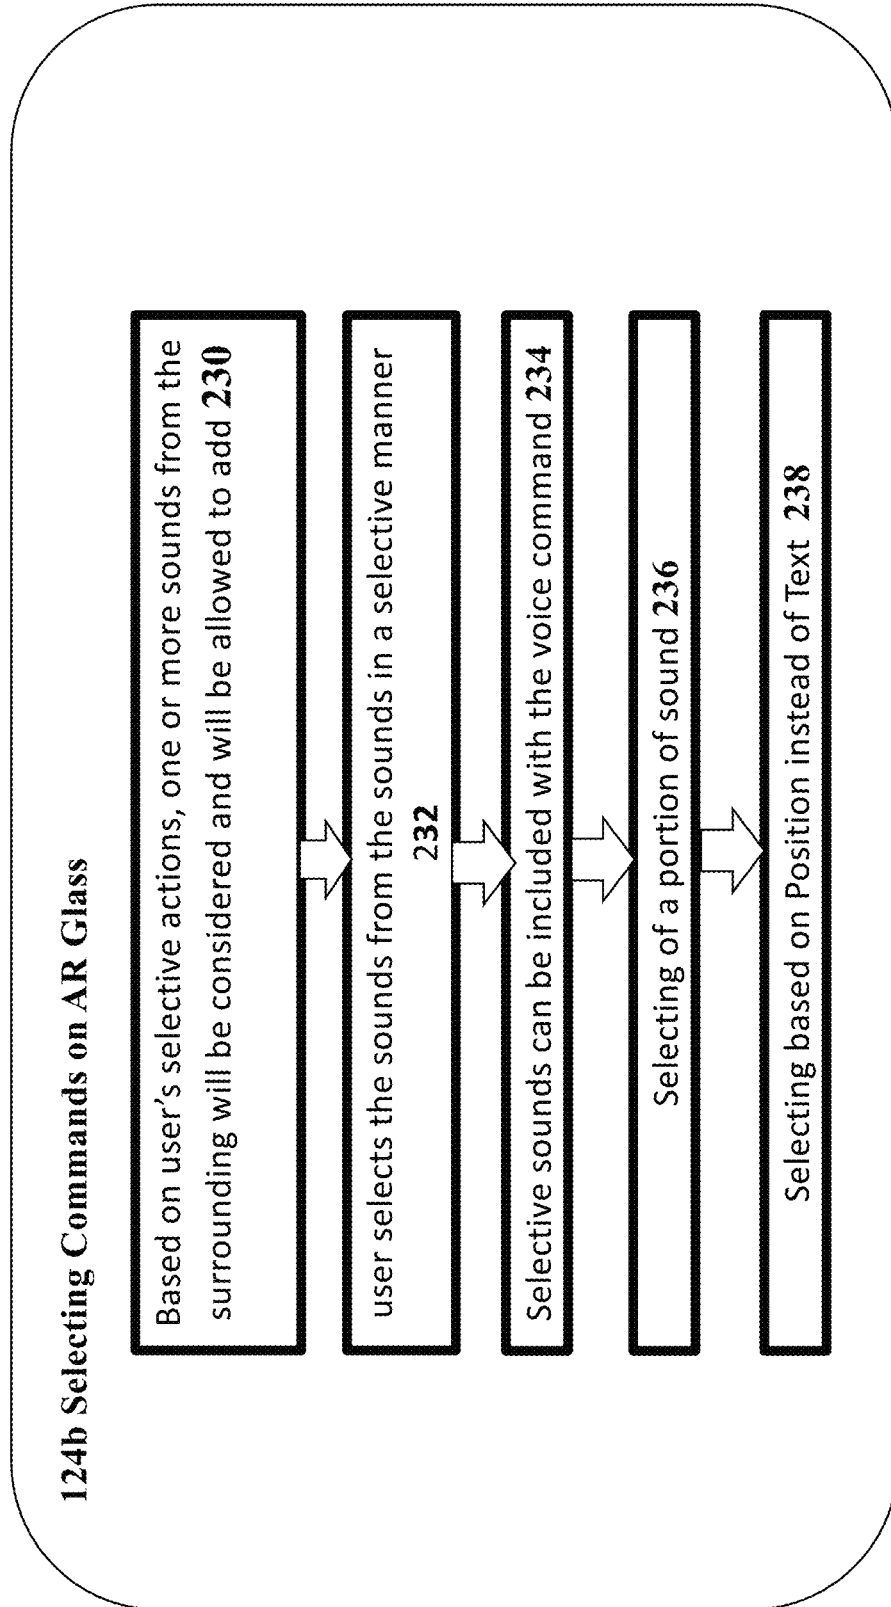 124b Selecting Commands on AR Glass
Based on user's selective actions, one or more sounds from the
surrounding will be considered and will be allowed to add 230
user selects the sounds from the sounds in a selective manner
232
Selective sounds can be included with the voice command 234
Selecting of a portion of sound 236
Selecting based on Position instead of Text 238